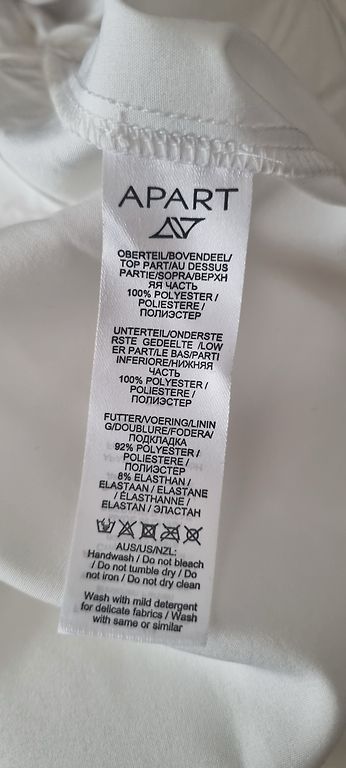 APART
OBERTEIL/BOVENDEEL/
TOP PART/AU DESSUS
PARTIE/SOPRA/ВЕРХН
ЯЯ ЧАСТЬ
100% POLYESTER /
POLIESTERE /
ПОЛИЭСТЕР
UNTERTEIL/ONDERSTE
RSTE GEDEELTE /LOW
ER PART/LE BAS/PARTI
INFERIORE/НИЖНЯЯ
ЧАСТЬ
100% POLYESTER /
POLIESTERE /
ПОЛИЭСТЕР
FUTTER/VOERING/LININ
G/DOUBLURE/FODERA/
ПОДКЛАДКА
92% POLYESTER /
POLIESTERE /
ПОЛИЭСТЕР
8% ELASTHAN /
ELASTAAN / ELASTANE
/ ÉLASTHANNE /
ELASTAN / ЭЛАСТАН
AUS/US/NZL:
Handwash / Do not bleach
/ Do not tumble dry / Do
not iron / Do not dry clean
Wash with mild detergent
for delicate fabrics / Wash
with same or similar